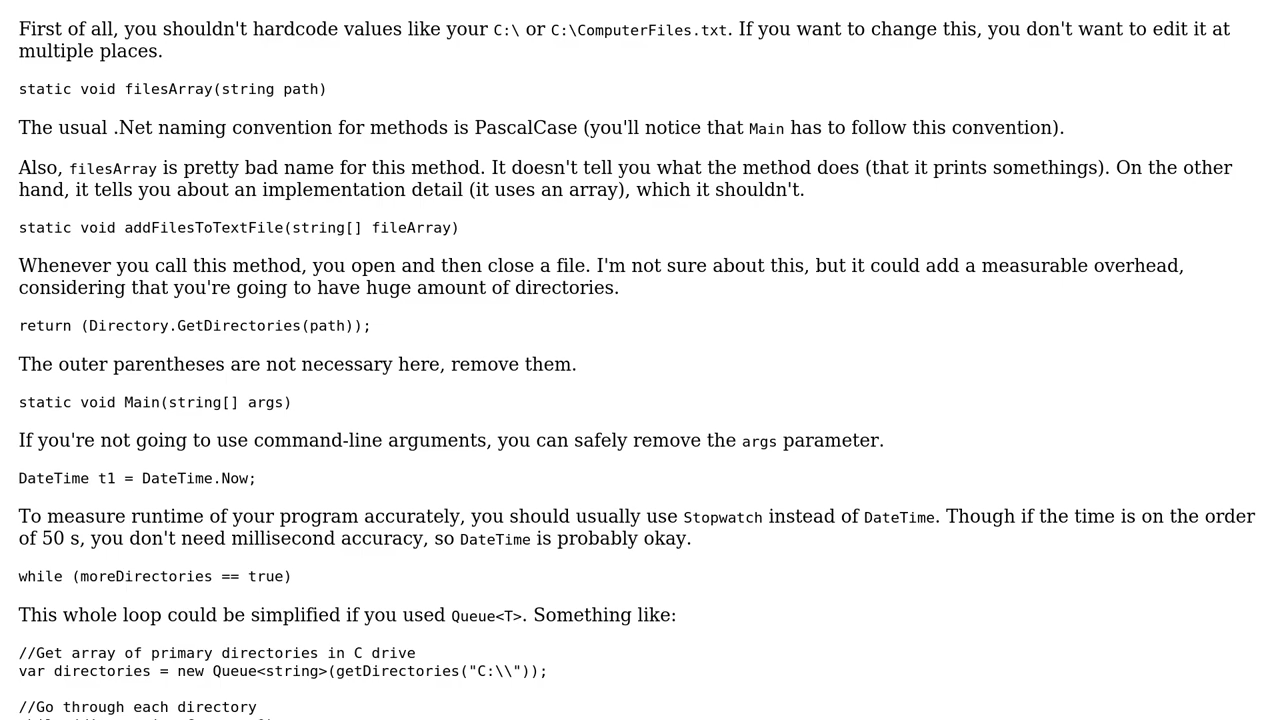 First of all, you shouldn't hardcode values like your C:\ or C:\ComputerFiles.txt. If you want to change this, you don't want to edit it at
multiple places.
static void filesArray(string path)
The usual .Net naming convention for methods is PascalCase (you'll notice that Main has to follow this convention).
Also, filesArray is pretty bad name for this method. It doesn't tell you what the method does (that it prints somethings). On the other
hand, it tells you about an implementation detail (it uses an array), which it shouldn't.
static void addFilesToTextFile(string[] fileArray)
Whenever you call this method, you open and then close a file. I'm not sure about this, but it could add a measurable overhead,
considering that you're going to have huge amount of directories.
return (Directory.GetDirectories(path));
The outer parentheses are not necessary here, remove them.
static void Main(string[] args)
If you're not going to use command-line arguments, you can safely remove the args parameter.
DateTime t1 = DateTime.Now;
To measure runtime of your program accurately, you should usually use Stopwatch instead of DateTime. Though if the time is on the order
of 50 s, you don't need millisecond accuracy, so DateTime is probably okay.
while (moreDirectories == true)
This whole loop could be simplified if you used Queue<T>. Something like:
//Get array of primary directories in C drive
var directories = new Queue<string>(getDirectories("C:\\"));
//Go through each directory